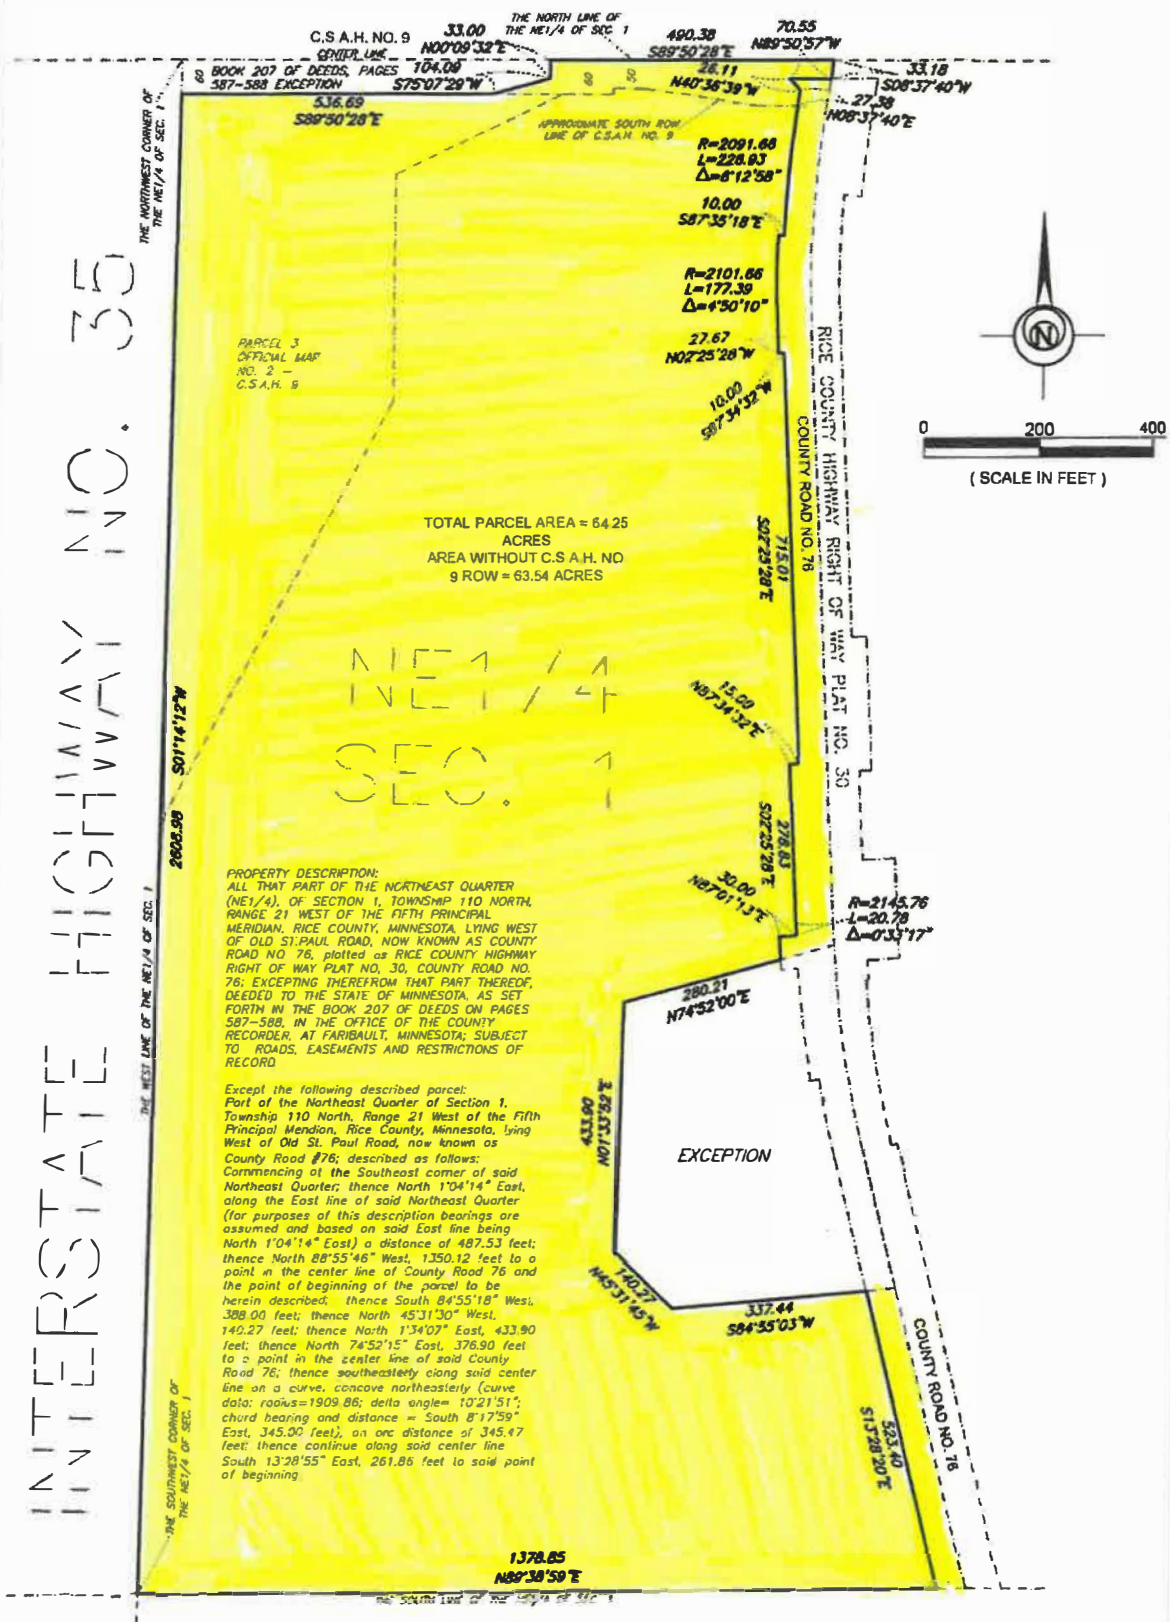 C.S A.H. NO. 9
CENTER LINE
33.00
N00°09'32"E
THE NORTH LINE OF
THE NE1/4 OF SEC 1
490.38
S89°50'28"E
70.55
N89°50'57"W
BOOK 207 OF DEEDS, PAGES
587-588 EXCEPTION
104.09
S75°07'29"W
26.11
N40°36'39"W
33.18
S08°37'40"W
60
60
50
536.69
S89°50'28"E
27.38
N08°37'40"E
APPROXIMATE SOUTH ROW
LINE OF C.S.A.H. NO. 9
THE NORTHWEST CORNER OF
THE NE1/4 OF SEC. 1
R=2091.66
L=226.93
Δ=6°12'58"
10.00
S87°35'18"E
R=2101.66
L=177.39
Δ=4°50'10"
27.67
N02°25'28"W
10.00
S87°34'32"W
PARCEL 3
OFFICIAL MAP
NO. 2 -
C.S.A.H. 9
N
0 200 400
( SCALE IN FEET )
INTERSTATE HIGHWAY NO. 35
RICE COUNTY HIGHWAY RIGHT OF WAY PLAT NO. 30
COUNTY ROAD NO. 76
TOTAL PARCEL AREA = 64.25
ACRES
AREA WITHOUT C.S A.H. NO
9 ROW = 63.54 ACRES
715.01
S02°25'28"E
NE1/4
SEC. 1
15.00
N87°34'32"E
2608.98 S01°14'12"W
276.83
S02°25'28"E
30.00
N87°01'13"E
R=2145.76
L=20.78
Δ=0°33'17"
THE WEST LINE OF THE NE1/4 OF SEC. 1
PROPERTY DESCRIPTION:
ALL THAT PART OF THE NORTHEAST QUARTER
(NE1/4), OF SECTION 1, TOWNSHIP 110 NORTH,
RANGE 21 WEST OF THE FIFTH PRINCIPAL
MERIDIAN, RICE COUNTY, MINNESOTA, LYING WEST
OF OLD ST.PAUL ROAD, NOW KNOWN AS COUNTY
ROAD NO 76, plotted as RICE COUNTY HIGHWAY
RIGHT OF WAY PLAT NO. 30, COUNTY ROAD NO.
76; EXCEPTING THEREFROM THAT PART THEREOF,
DEEDED TO THE STATE OF MINNESOTA, AS SET
FORTH IN THE BOOK 207 OF DEEDS ON PAGES
587-588, IN THE OFFICE OF THE COUNTY
RECORDER, AT FARIBAULT, MINNESOTA; SUBJECT
TO ROADS, EASEMENTS AND RESTRICTIONS OF
RECORD
Except the following described parcel:
Part of the Northeast Quarter of Section 1,
Township 110 North, Range 21 West of the Fifth
Principal Meridian, Rice County, Minnesota, lying
West of Old St. Paul Road, now known as
County Road #76; described as follows:
Commencing at the Southeast corner of said
Northeast Quarter; thence North 1°04'14" East,
along the East line of said Northeast Quarter
(for purposes of this description bearings are
assumed and based on said East line being
North 1°04'14" East) a distance of 487.53 feet;
thence North 88°55'46" West, 1350.12 feet to a
point in the center line of County Road 76 and
the point of beginning of the parcel to be
herein described; thence South 84°55'18" West,
388.00 feet; thence North 45°31'30" West,
140.27 feet; thence North 1°34'07" East, 433.90
feet; thence North 74°52'15" East, 376.90 feet
to a point in the center line of said County
Road 76; thence southeasterly along said center
line on a curve, concave northeasterly (curve
data: radius=1909.86; delta angle= 10°21'51";
chord bearing and distance = South 8°17'59"
East, 345.00 feet), an arc distance of 345.47
feet; thence continue along said center line
South 13°28'55" East, 261.86 feet to said point
of beginning
280.21
N74°52'00"E
433.90
N01°33'52"E
EXCEPTION
140.27
N45°31'45"W
337.44
S84°55'03"W
COUNTY ROAD NO. 76
523.40
S13°28'20"E
THE SOUTHWEST CORNER OF
THE NE1/4 OF SEC. 1
1378.85
N89°38'59"E
THE SOUTH LINE OF THE NE1/4 OF SEC. 1